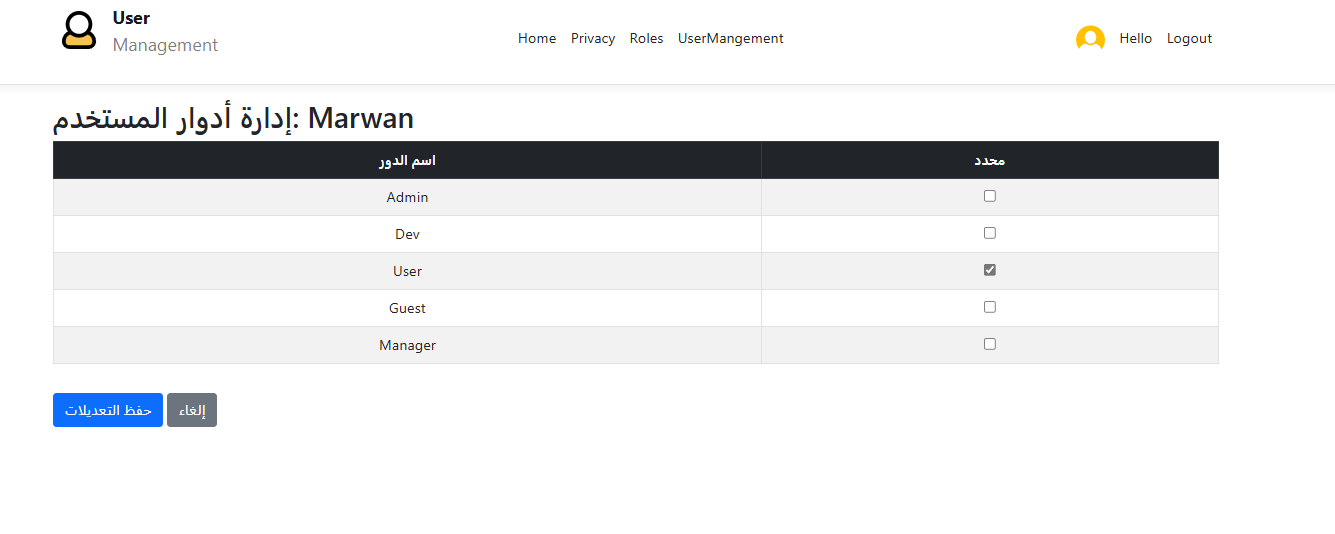 User
Management
Home Privacy Roles UserMangement
Hello Logout
إدارة أدوار المستخدم: Marwan
اسم الدور محدد
Admin
Dev
User
Guest
Manager
حفظ التعديلات إلغاء